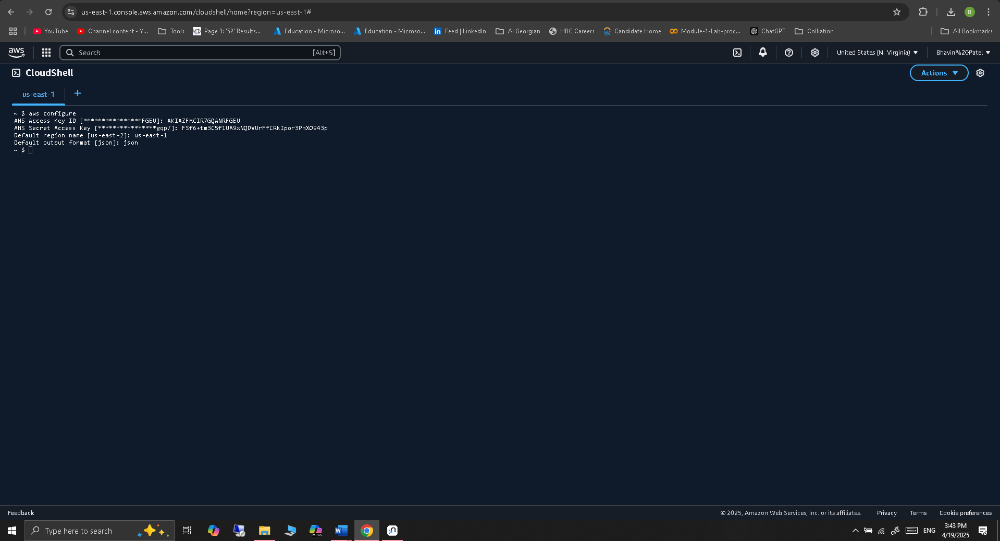 us-east-1.console.aws.amazon.com/cloudshell/home?region=us-east-1#
B
YouTube
Channel content - Y...
Tools
Page 3: '52' Results...
Education - Microso...
Education - Microso...
Feed | LinkedIn
AI Georgian
HBC Careers
Candidate Home
Module-1-Lab-proc...
ChatGPT
Colliation
All Bookmarks
aws
Search
[Alt+S]
United States (N. Virginia)
Bhavin%20Patel
CloudShell
Actions
us-east-1
+
~ $ aws configure
AWS Access Key ID [****************FGEU]: [redacted credential]
AWS Secret Access Key [****************gqp/]: [redacted credential]
Default region name [us-east-2]: us-east-1
Default output format [json]: json
~ $
Feedback
© 2025, Amazon Web Services, Inc. or its affiliates.
Privacy
Terms
Cookie preferences
Type here to search
M365
W
ENG
3:43 PM
4/19/2025